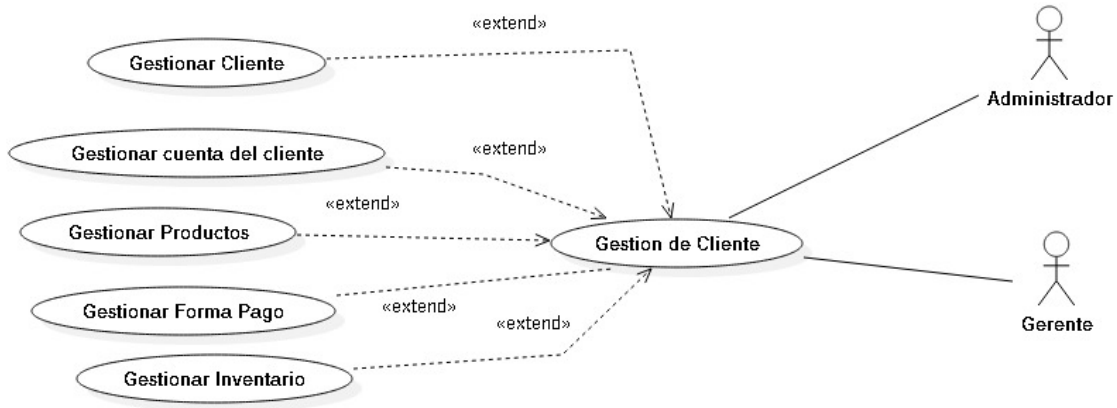 «extend»
Gestionar Cliente
Administrador
Gestionar cuenta del cliente
«extend»
«extend»
Gestionar Productos
Gestion de Cliente
Gestionar Forma Pago
«extend»
«extend»
Gerente
Gestionar Inventario